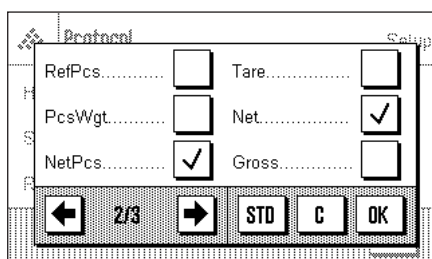 Protocol
RefPcs............ Tare...............
PcsWgt........... Net.................
NetPcs............ Gross............
2/3 STD C OK